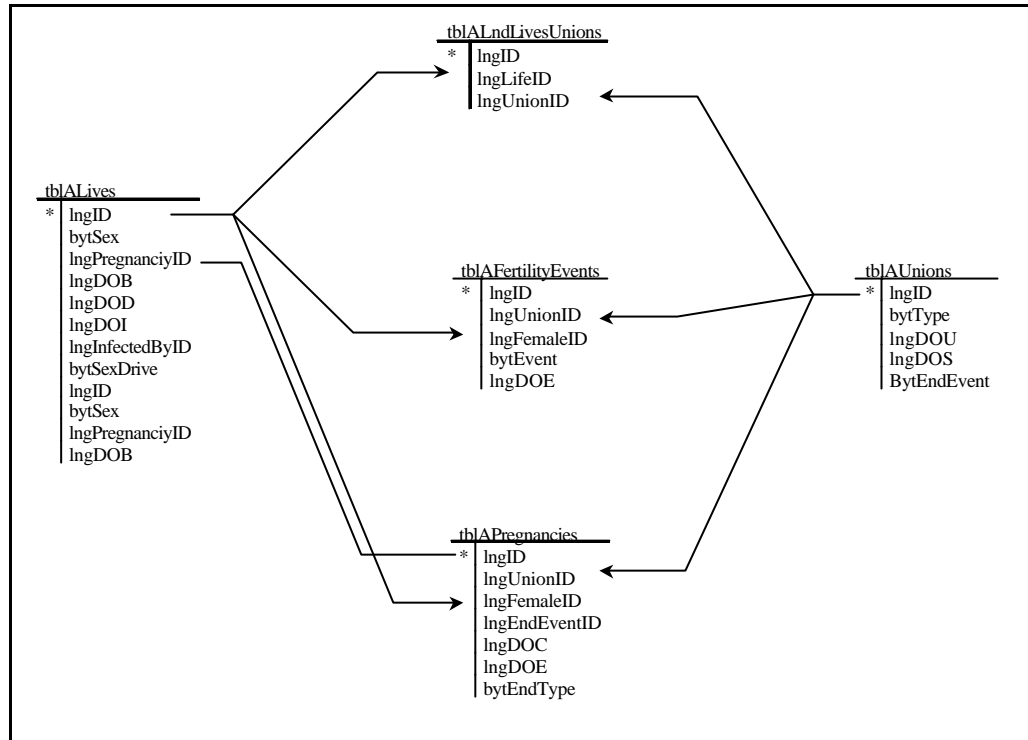 tblALndLivesUnions
* lngID
lngLifeID
lngUnionID
tblALives
* lngID
bytSex
lngPregnanciyID
lngDOB
lngDOD
lngDOI
lngInfectedByID
bytSexDrive
lngID
bytSex
lngPregnanciyID
lngDOB
tblAFertilityEvents
* lngID
lngUnionID
lngFemaleID
bytEvent
lngDOE
tblAUnions
* lngID
bytType
lngDOU
lngDOS
BytEndEvent
tblAPregnancies
* lngID
lngUnionID
lngFemaleID
lngEndEventID
lngDOC
lngDOE
bytEndType